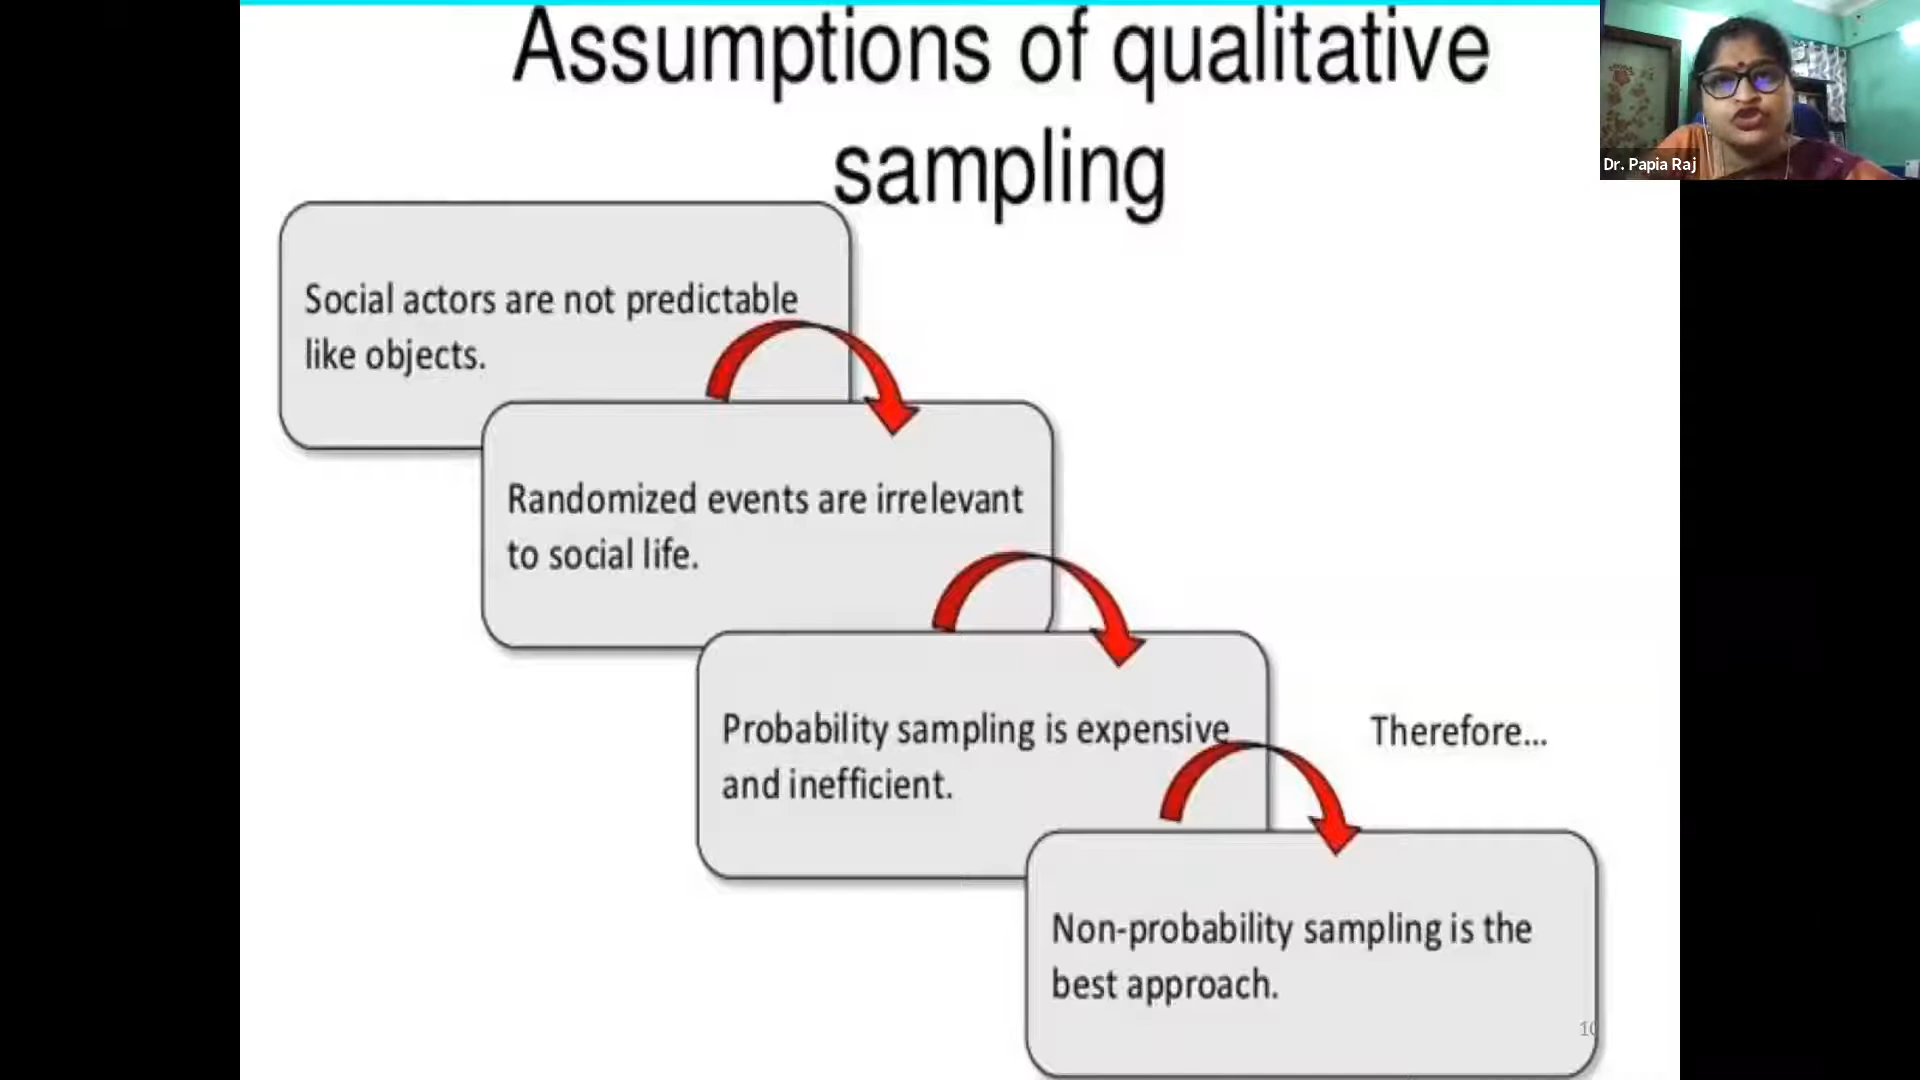 Assumptions of qualitative
sampling
Dr. Papia Raj
Social actors are not predictable
like objects.
Randomized events are irrelevant
to social life.
Probability sampling is expensive
and inefficient.
Therefore...
Non-probability sampling is the
best approach.
10